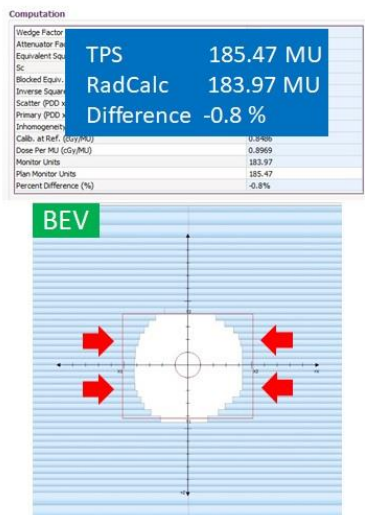 Computation
Wedge Factor
Attenuator Fac
Equivalent Squ
Sc
Blocked Equiv.
Inverse Square
Scatter (PDD x
Primary (PDD x
Inhomogeneity
TPS 185.47 MU
RadCalc 183.97 MU
Difference -0.8 %
Calib. at Ref. (cGy/MU) 0.8486
Dose Per MU (cGy/MU) 0.8969
Monitor Units 183.97
Plan Monitor Units 185.47
Percent Difference (%) -0.8%
BEV